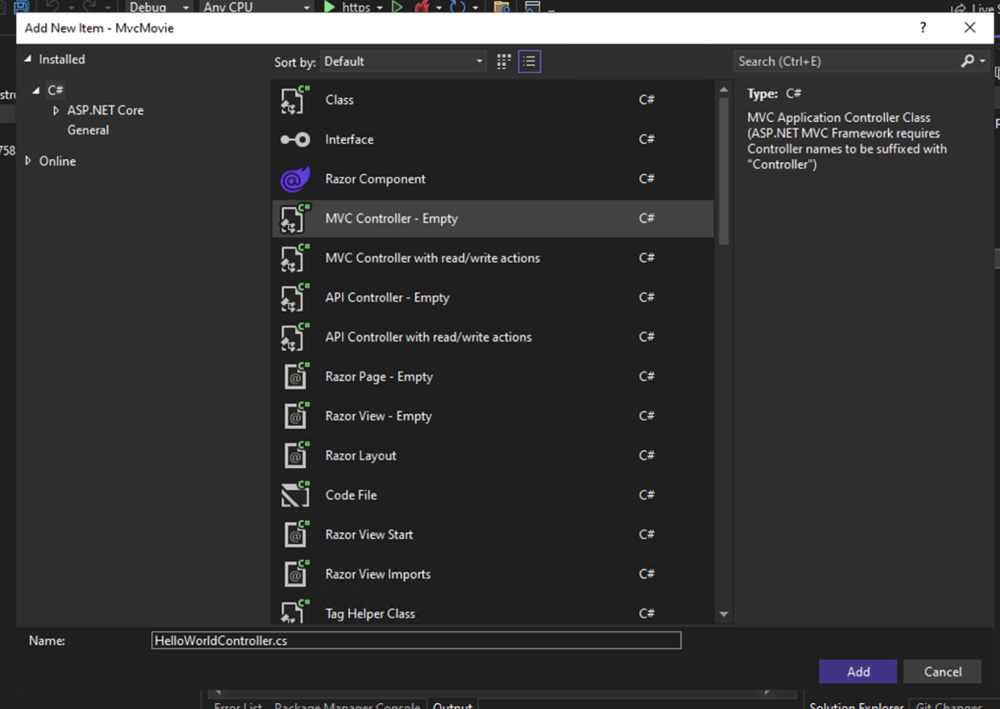 Debug
Any CPU
https
Live S
Add New Item - MvcMovie
?
Installed
C#
ASP.NET Core
General
Online
Sort by:
Default
Search (Ctrl+E)
Class C#
Interface C#
Razor Component C#
MVC Controller - Empty C#
MVC Controller with read/write actions C#
API Controller - Empty C#
API Controller with read/write actions C#
Razor Page - Empty C#
Razor View - Empty C#
Razor Layout C#
Code File C#
Razor View Start C#
Razor View Imports C#
Tag Helper Class C#
Type: C#
MVC Application Controller Class
(ASP.NET MVC Framework requires
Controller names to be suffixed with
"Controller")
stru
758
Name:
HelloWorldController.cs
Add
Cancel
Error List
Package Manager Console
Output
Solution Explorer
Git Changes